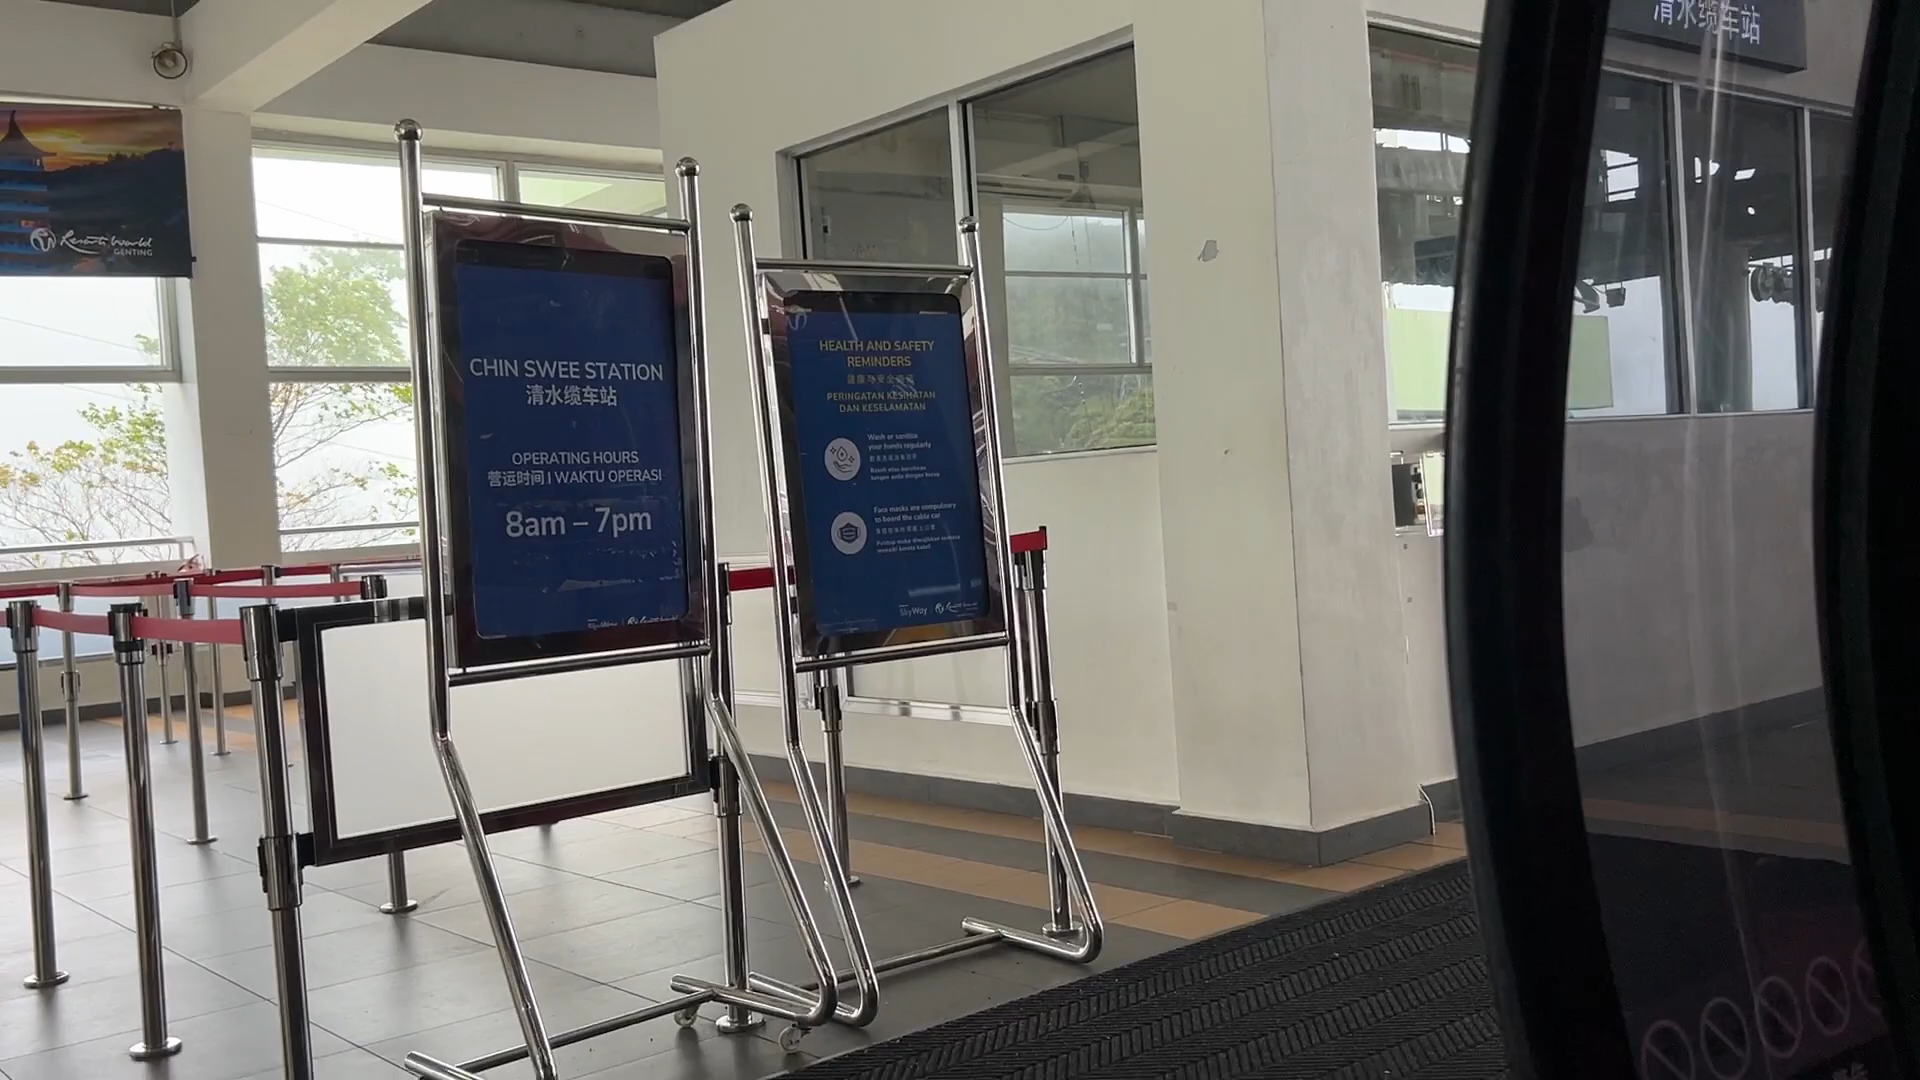 清水缆车站
Resorts World
GENTING
CHIN SWEE STATION
清水缆车站
OPERATING HOURS
营运时间 I WAKTU OPERASI
8am – 7pm
HEALTH AND SAFETY
REMINDERS
PERINGATAN KESIHATAN
DAN KESELAMATAN
Wash or sanitize
your hands regularly
Face masks are compulsory
to board the cable car
SkyWay